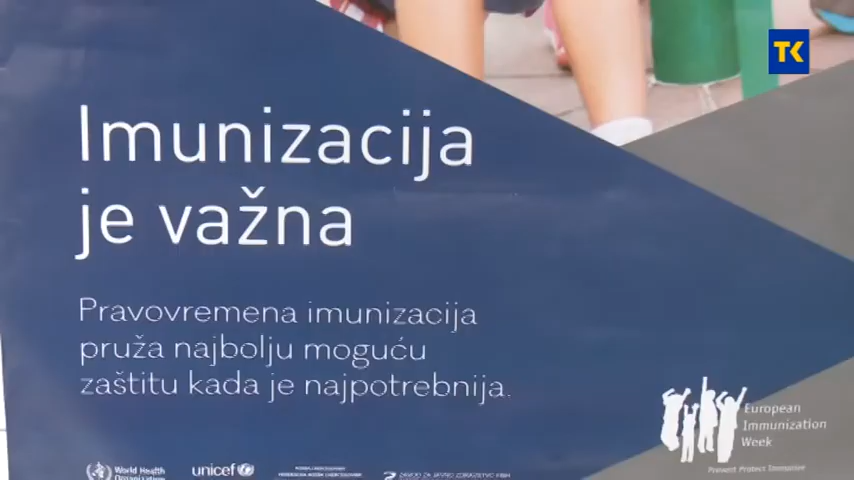 TK
Imunizacija
je važna
Pravovremena imunizacija
pruža najbolju moguću
zaštitu kada je najpotrebnija.
European
Immunization
Week
Prevent Protect Immunize
World Health
Organization
unicef